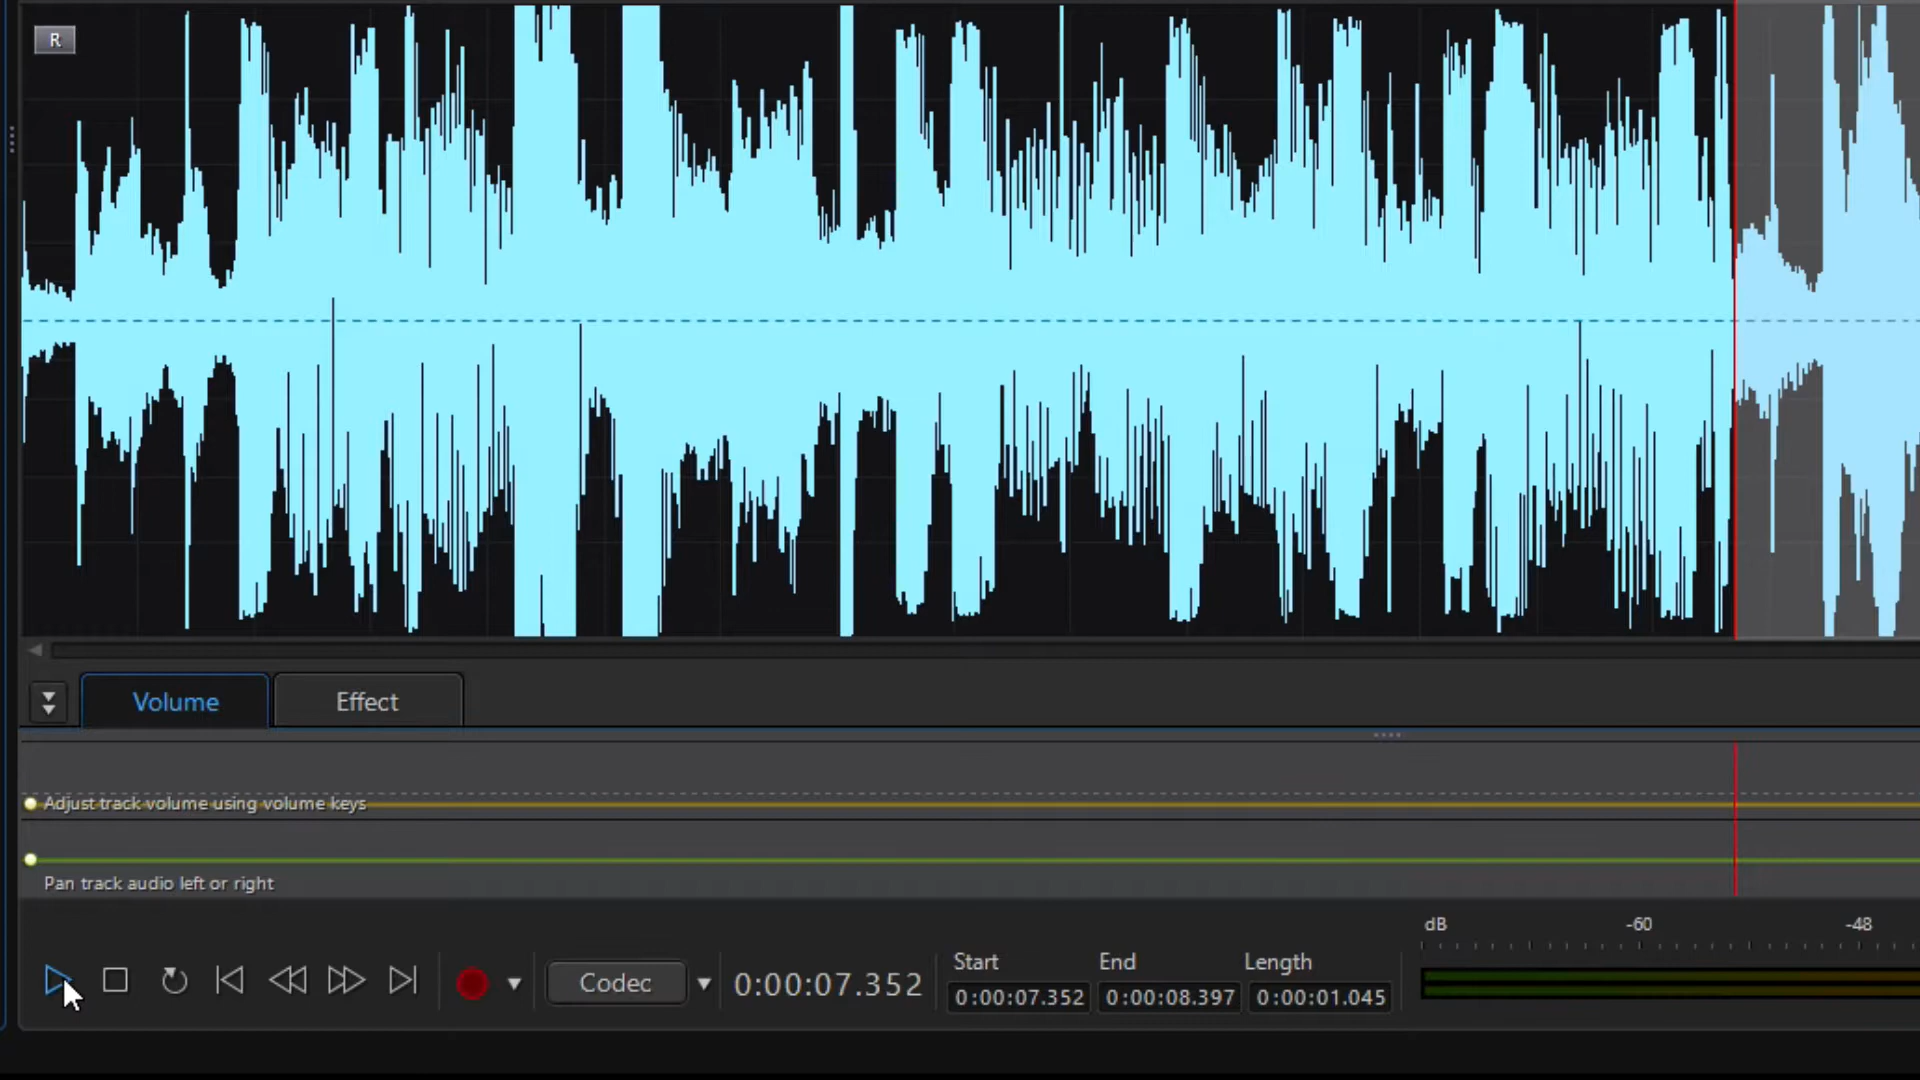 R
Volume Effect
Adjust track volume using volume keys
Pan track audio left or right
dB -60 -48
Start End Length
Codec 0:00:07.352 0:00:07.352 0:00:08.397 0:00:01.045